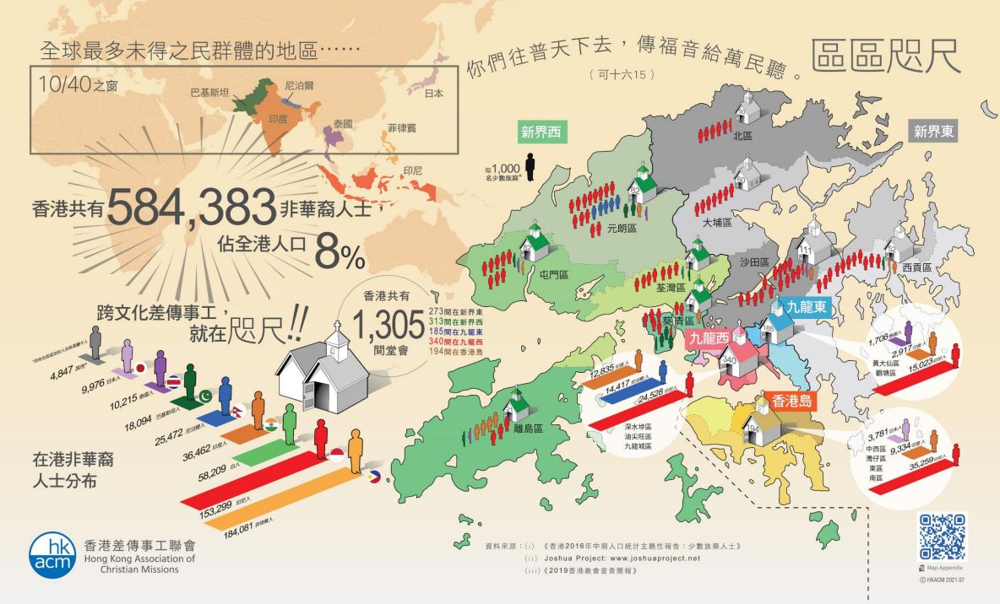 全球最多未得之民群體的地區……
10/40之窗
巴基斯坦
尼泊爾
印度
泰國
菲律賓
日本
印尼
香港共有584,383非華裔人士,
佔全港人口8%
跨文化差傳事工,
就在咫尺!!
香港共有
1,305
間堂會
273間在新界東
313間在新界西
185間在九龍東
340間在九龍西
194間在香港島
4,847 其他*
9,976 日本人
10,215 泰國人
18,094 巴基斯坦人
25,472 尼泊爾人
36,462 印度人
58,209 白人
153,299 印尼人
184,081 菲律賓人
在港非華裔
人士分布
hk
acm
香港差傳事工聯會
Hong Kong Association of
Christian Missions
你們往普天下去,傳福音給萬民聽。
(可十六15)
區區咫尺
新界西
新界東
每1,000
名少數族裔*
北區
60
大埔區
82
元朗區
屯門區
荃灣區
72
葵青區
沙田區
111
52
西貢區
九龍東
185
九龍西
340
香港島
194
離島區
12,835 印度人
14,417 尼泊爾人
24,528 印尼人
深水埗區
油尖旺區
九龍城區
1,706 泰國人
2,917 印度人
15,023 印尼人
黃大仙區
觀塘區
3,781 日本人
9,334 印度人
35,259 印尼人
中西區
灣仔區
東區
南區
資料來源:(i) 《香港2016年中期人口統計主題性報告:少數族裔人士》
(ii) Joshua Project: www.joshuaproject.net
(iii)《2019香港教會普查簡報》
Map Appendix
© HKACM 2021.07